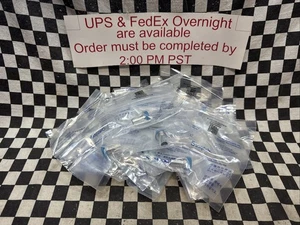 UPS & FedEx Overnight
are available
Order must be completed by
2:00 PM PST